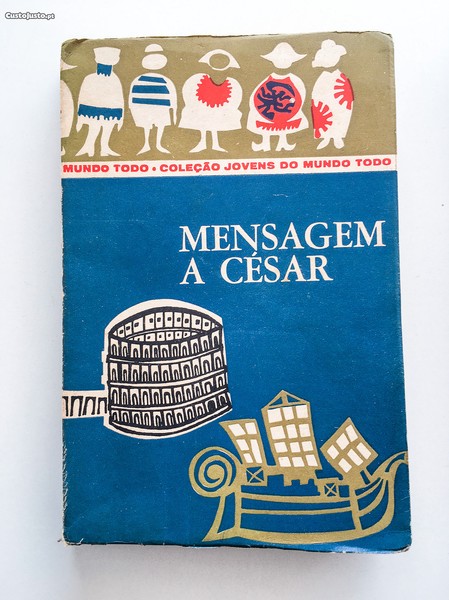 CustoJusto.pt
MUNDO TODO • COLEÇÃO JOVENS DO MUNDO TODO
MENSAGEM
A CÉSAR